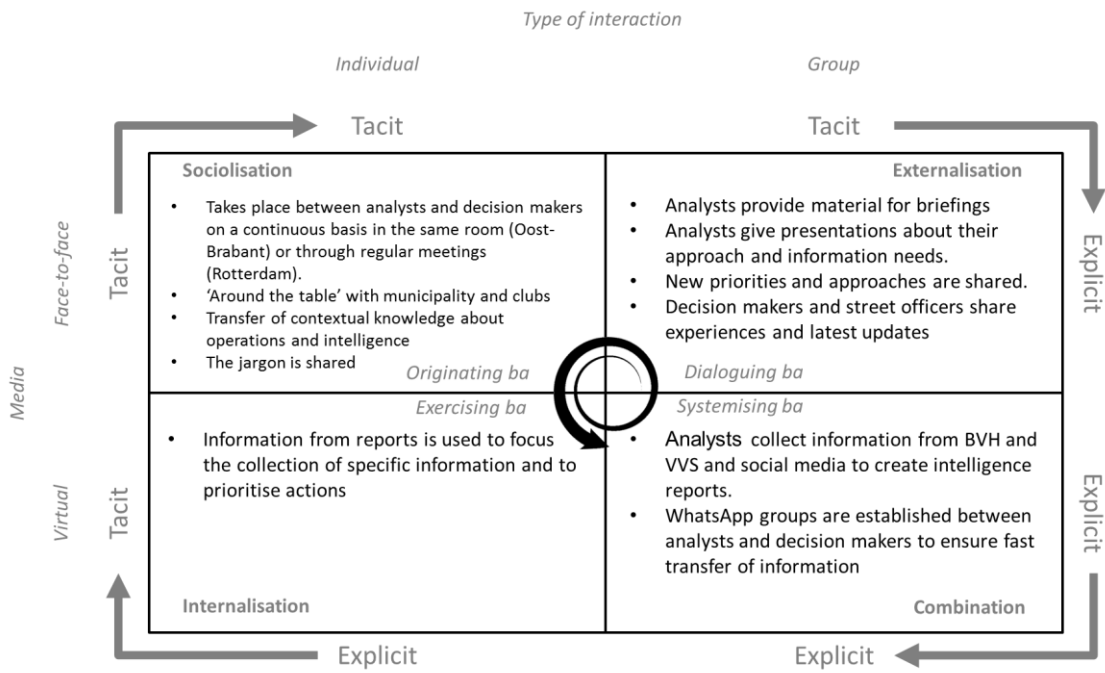 Type of interaction
Individual
Group
Tacit
Tacit
Face-to-face
Tacit
Media
Virtual
Tacit
Sociolisation
• Takes place between analysts and decision makers
on a continuous basis in the same room (Oost-
Brabant) or through regular meetings
(Rotterdam).
• ‘Around the table’ with municipality and clubs
• Transfer of contextual knowledge about
operations and intelligence
• The jargon is shared
Originating ba
Externalisation
• Analysts provide material for briefings
• Analysts give presentations about their
approach and information needs.
• New priorities and approaches are shared.
• Decision makers and street officers share
experiences and latest updates
Dialoguing ba
Explicit
Exercising ba
• Information from reports is used to focus
the collection of specific information and to
prioritise actions
Internalisation
Systemising ba
• Analysts collect information from BVH and
VVS and social media to create intelligence
reports.
• WhatsApp groups are established between
analysts and decision makers to ensure fast
transfer of information
Combination
Explicit
Explicit
Explicit